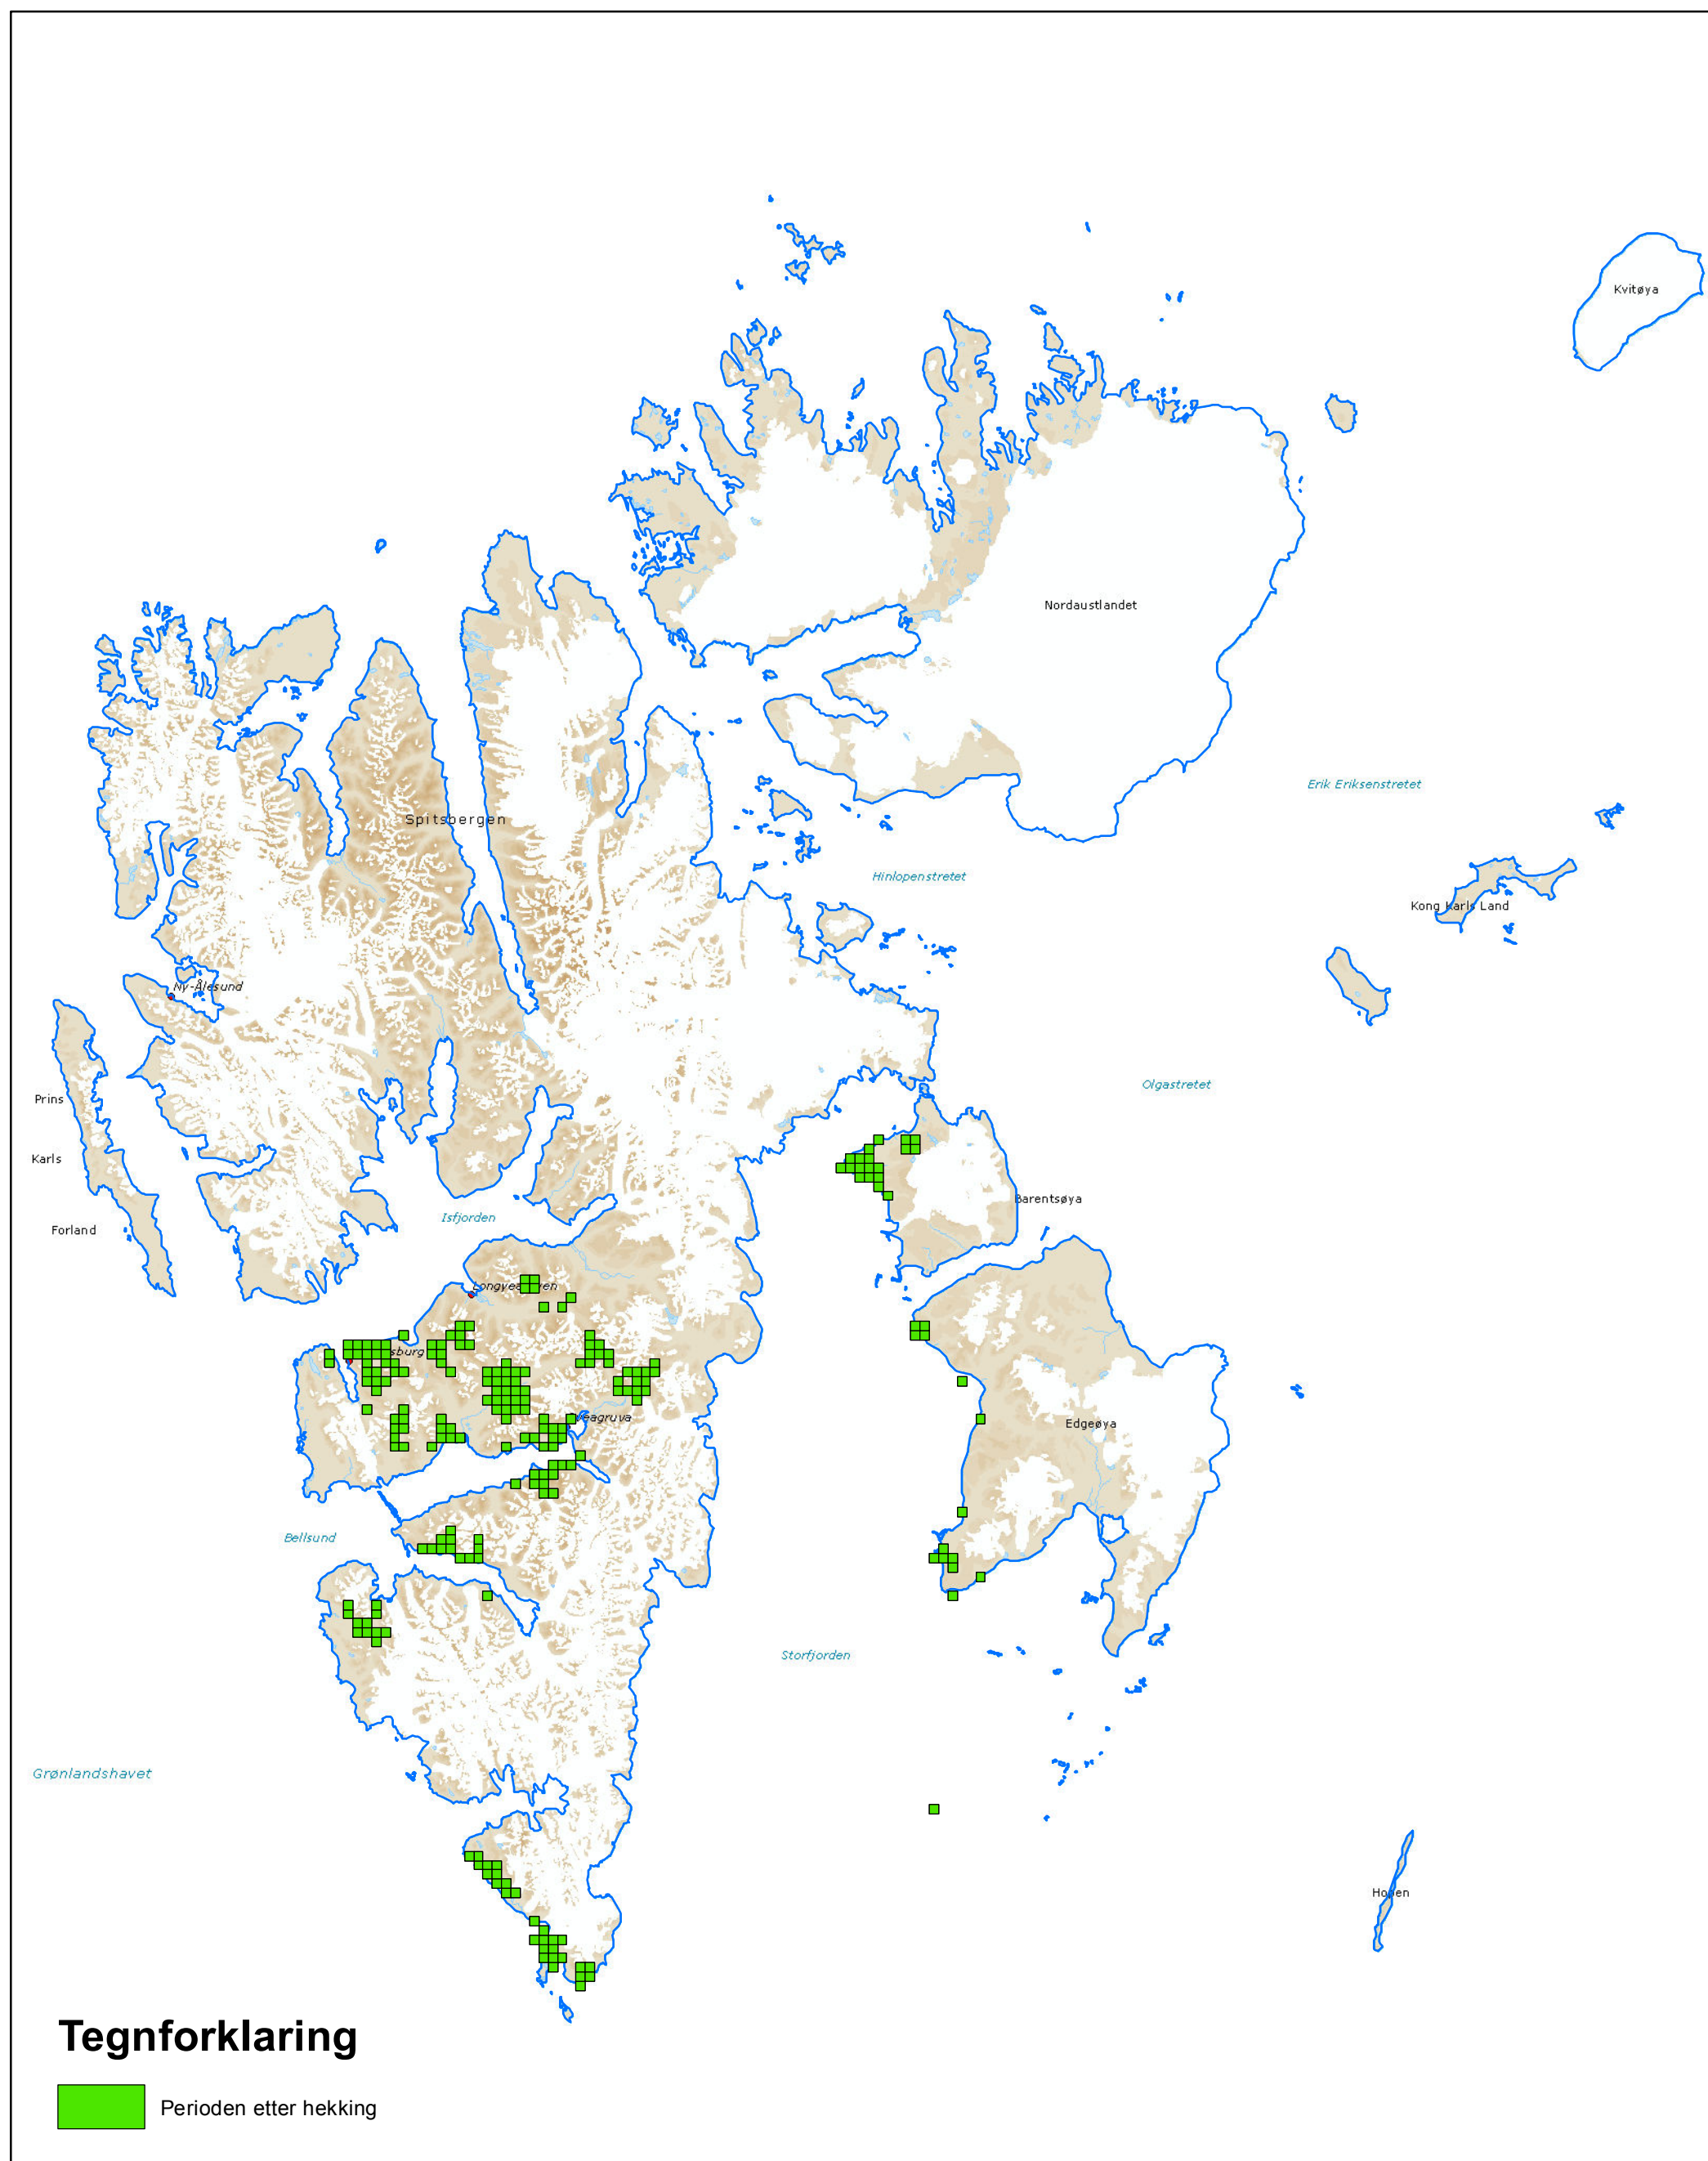 Kvitøya
Nordaustlandet
Erik Eriksenstretet
Spitsbergen
Hinlopenstretet
Kong Karls Land
Ny-Ålesund
Olgastretet
Prins
Karls
Barentsøya
Isfjorden
Forland
Edgeøya
Bellsund
Storfjorden
Grønlandshavet
Hopen
Tegnforklaring
Perioden etter hekking